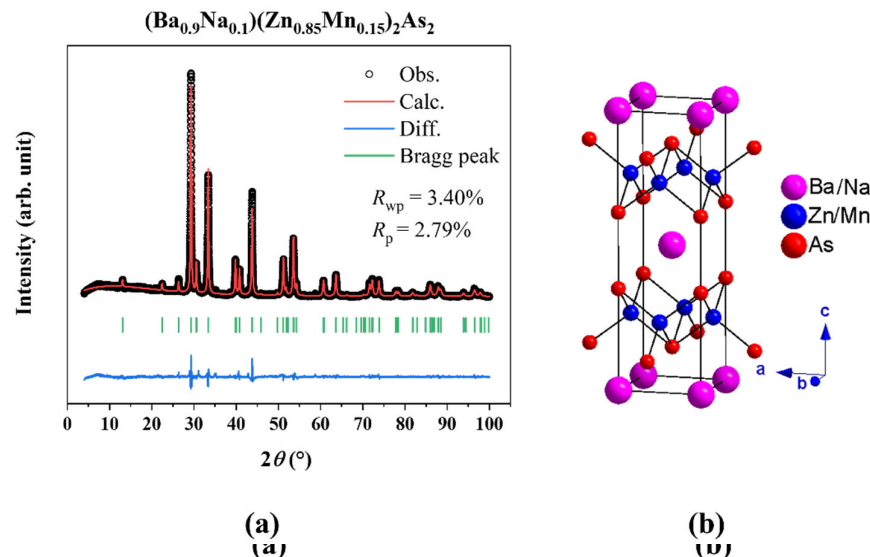 (Ba₀.₉Na₀.₁)(Zn₀.₈₅Mn₀.₁₅)₂As₂
Intensity (arb. unit)
Obs.
Calc.
Diff.
Bragg peak
Rwp = 3.40%
Rp = 2.79%
0 10 20 30 40 50 60 70 80 90 100
2θ (°)
Ba/Na
Zn/Mn
As
c
a
b
(a) (b)
(a) (b)